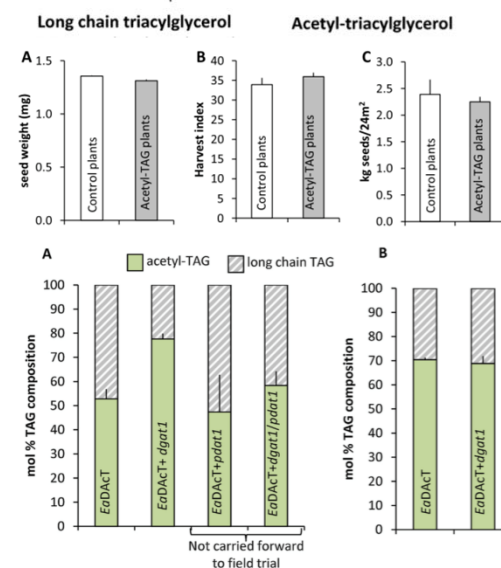 Long chain triacylglycerol
Acetyl-triacylglycerol
A
seed weight (mg)
1.5
1.0
0.5
0.0
Control plants
Acetyl-TAG plants
B
Harvest index
40
35
30
25
20
15
10
5
0
Control plants
Acetyl-TAG plants
C
kg seeds/24m²
3.0
2.5
2.0
1.5
1.0
0.5
0.0
Control plants
Acetyl-TAG plants
acetyl-TAG
long chain TAG
A
mol % TAG composition
100
90
80
70
60
50
40
30
20
10
0
EaDAcT
EaDAcT+ dgat1
EaDAcT+pdat1
EaDAcT+dgat1/pdat1
Not carried forward
to field trial
B
mol % TAG composition
100
90
80
70
60
50
40
30
20
10
0
EaDAcT
EaDAcT+dgat1